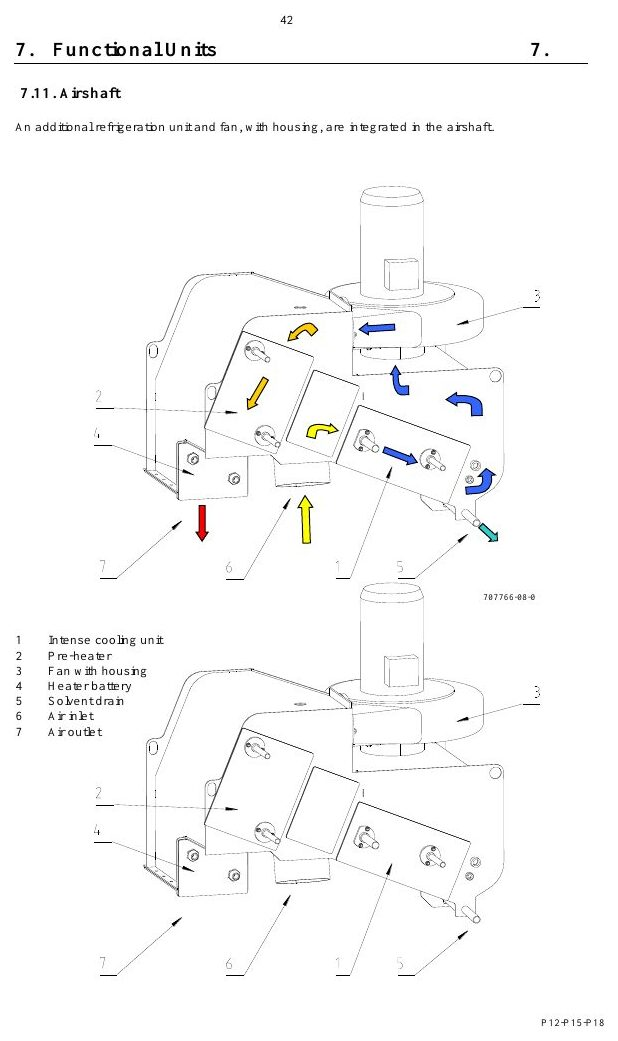 42
7. Functional Units 7.
7.11. Airshaft
An additional refrigeration unit and fan, with housing, are integrated in the airshaft.
3
2
4
7
6
1
5
707766-08-0
1 Intense cooling unit
2 Pre-heater
3 Fan with housing
4 Heater battery
5 Solvent drain
6 Air inlet
7 Air outlet
3
2
4
7
6
1
5
P12-P15-P18